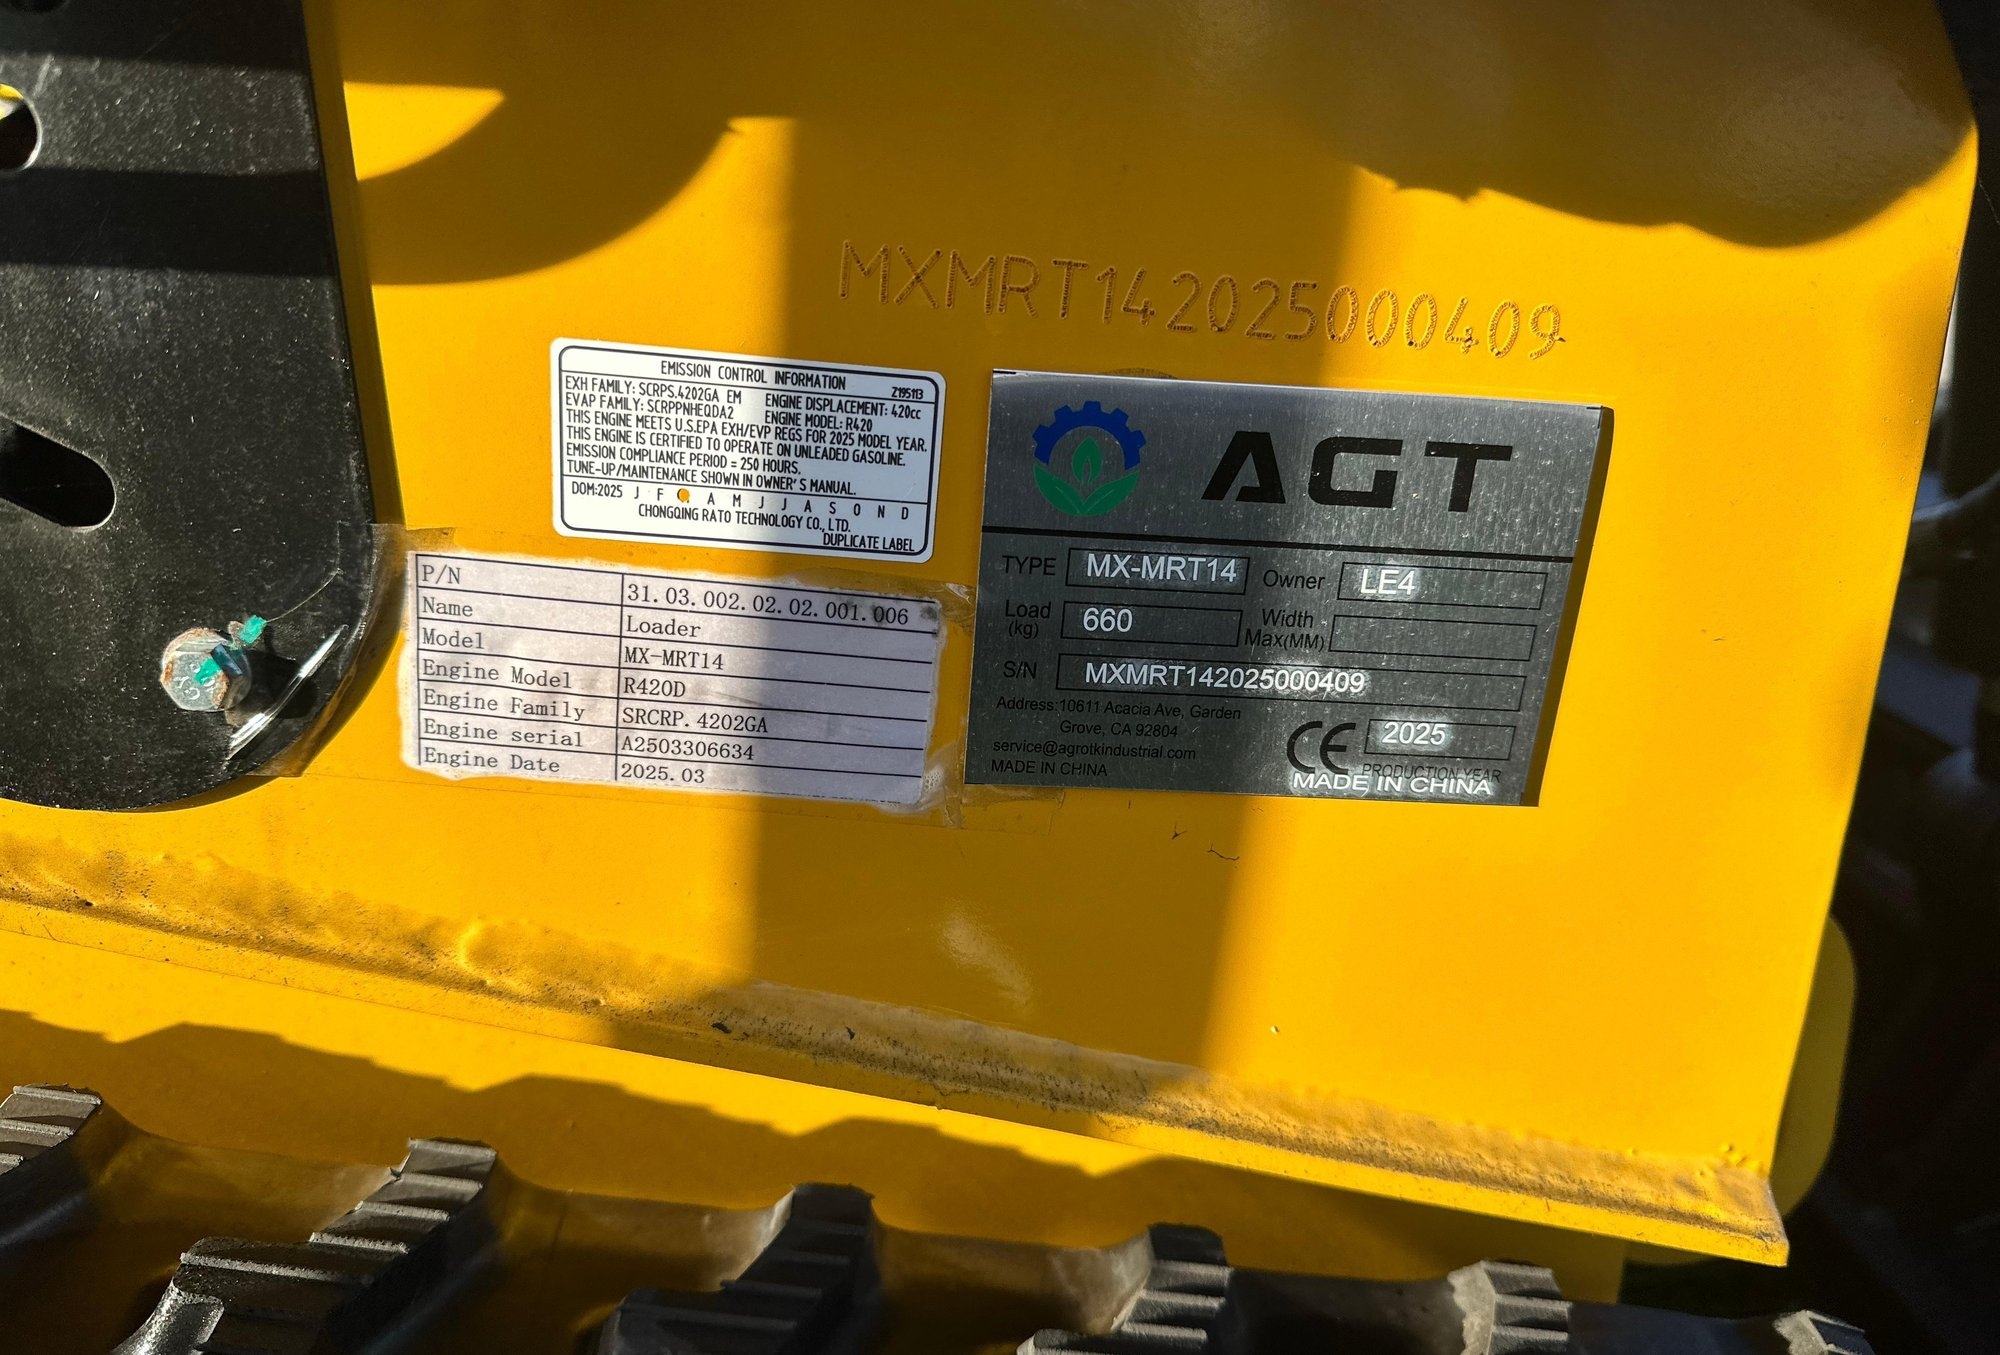 MXMRT142025000409
EMISSION CONTROL INFORMATION
Z195113
EXH FAMILY: SCRPS.4202GA EM ENGINE DISPLACEMENT: 420cc
EVAP FAMILY: SCRPPNHEQDA2 ENGINE MODEL: R420
THIS ENGINE MEETS U.S.EPA EXH/EVP REGS FOR 2025 MODEL YEAR.
THIS ENGINE IS CERTIFIED TO OPERATE ON UNLEADED GASOLINE.
EMISSION COMPLIANCE PERIOD = 250 HOURS.
TUNE-UP/MAINTENANCE SHOWN IN OWNER'S MANUAL.
DOM:2025 J F A M J J A S O N D
CHONGQING RATO TECHNOLOGY CO., LTD.
DUPLICATE LABEL
P/N 31.03.002.02.02.001.006
Name Loader
Model MX-MRT14
Engine Model R420D
Engine Family SRCRP.4202GA
Engine serial A2503306634
Engine Date 2025.03
AGT
TYPE MX-MRT14 Owner LE4
Load (kg) 660 Width Max(MM)
S/N MXMRT142025000409
Address:10611 Acacia Ave, Garden
Grove, CA 92804
service@agrotkindustrial.com
MADE IN CHINA
CE 2025
PRODUCTION YEAR
MADE IN CHINA